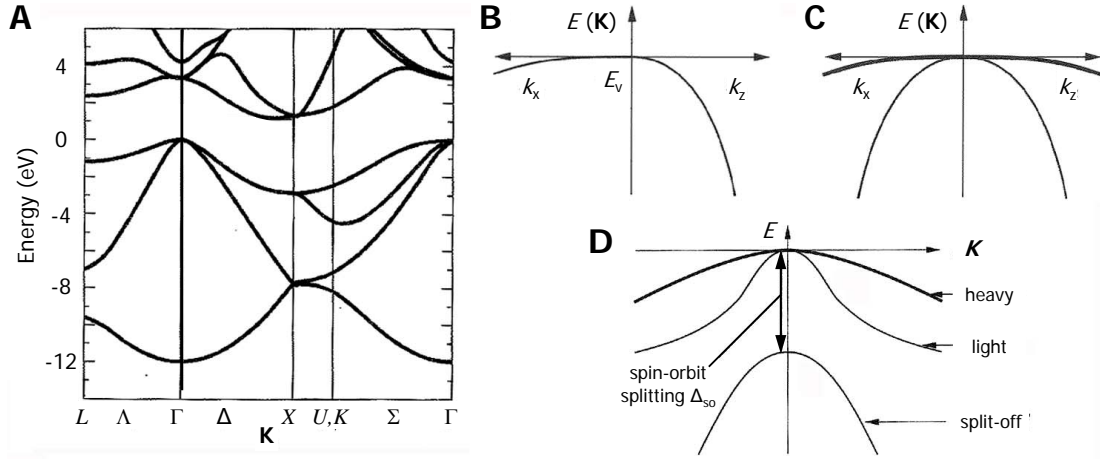 A
Energy (eV)
4
0
-4
-8
-12
L Λ Γ Δ X U,K Σ Γ
K
B
E (K)
k_x E_v k_z
C
E (K)
k_x k_z
D
E
K
heavy
light
spin-orbit
splitting Δ_so
split-off